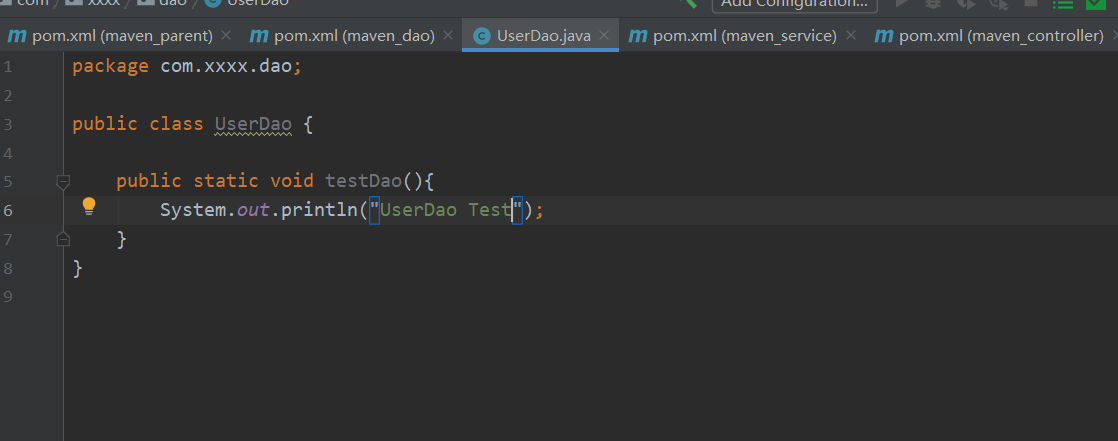 com xxxx dao UserDao Add Configuration...
m pom.xml (maven_parent) m pom.xml (maven_dao) C UserDao.java m pom.xml (maven_service) m pom.xml (maven_controller)
1 package com.xxxx.dao;
2
3 public class UserDao {
4
5 public static void testDao(){
6 System.out.println("UserDao Test");
7 }
8 }
9